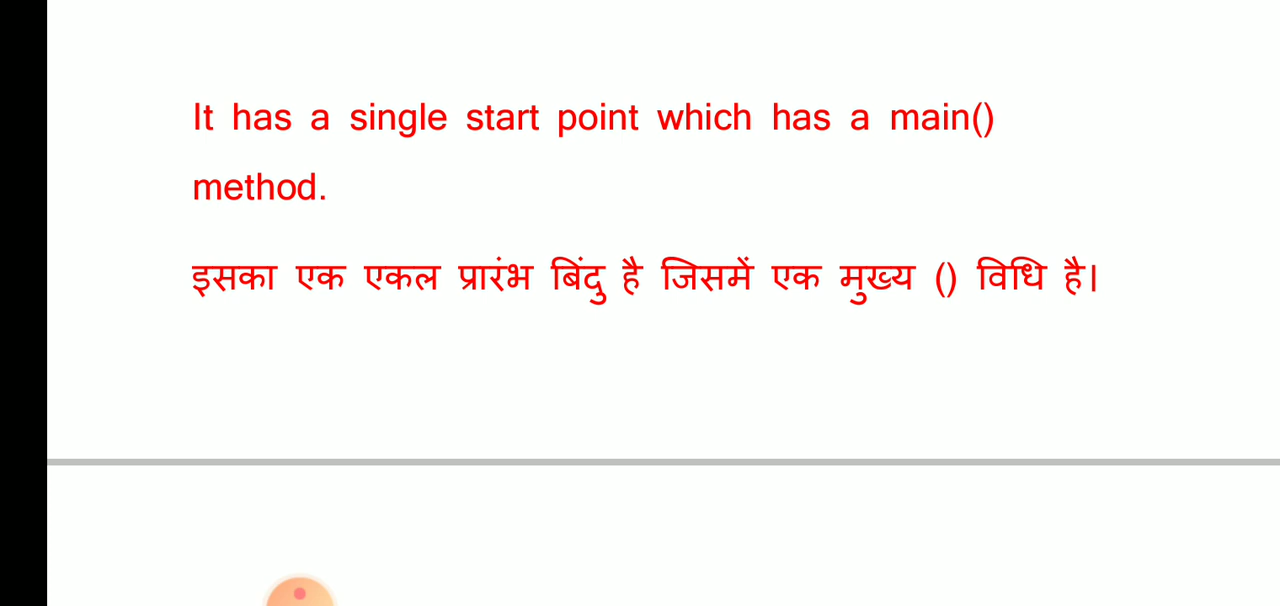 It has a single start point which has a main()
method.
इसका एक एकल प्रारंभ बिंदु है जिसमें एक मुख्य () विधि है।